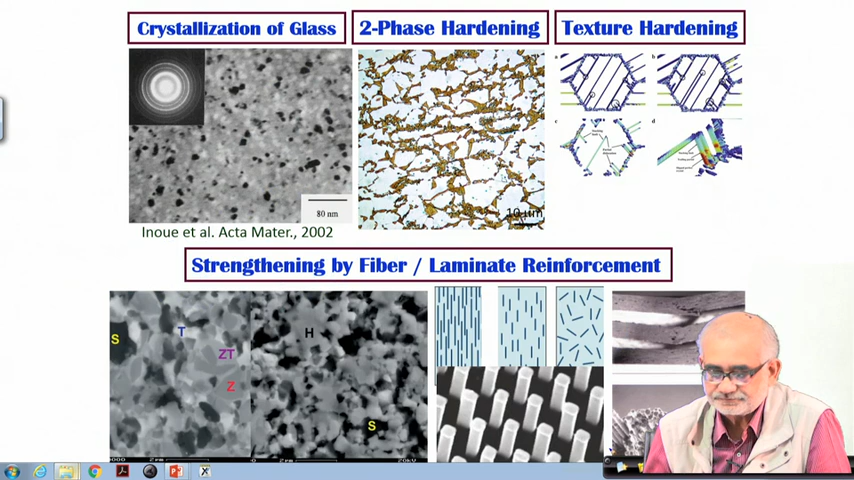 Crystallization of Glass
2-Phase Hardening
Texture Hardening
80 nm
10 µm
a
b
c
d
Inoue et al. Acta Mater., 2002
Strengthening by Fiber / Laminate Reinforcement
S
T
ZT
Z
H
S